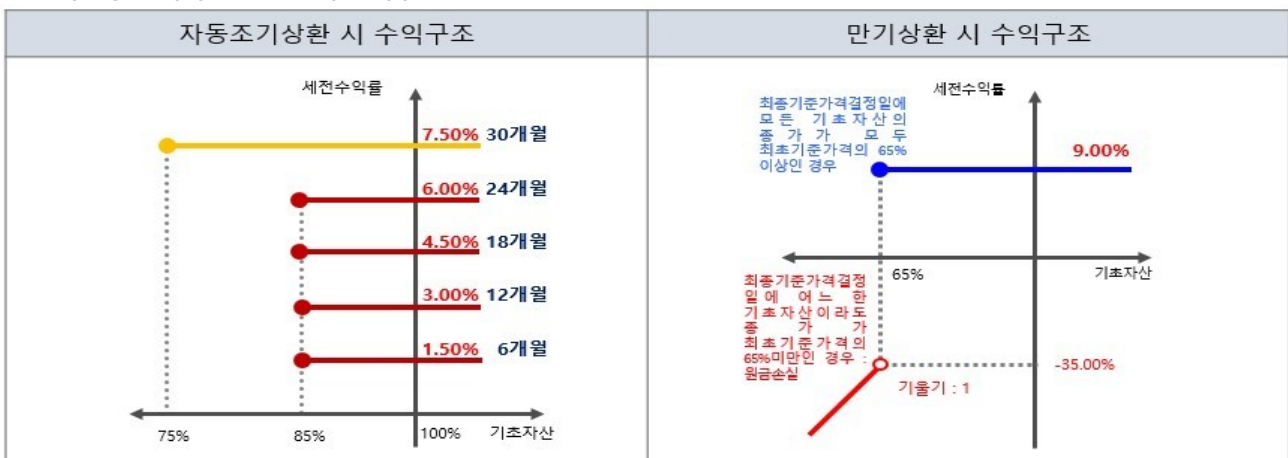 자동조기상환 시 수익구조
만기상환 시 수익구조
세전수익률
7.50% 30개월
6.00% 24개월
4.50% 18개월
3.00% 12개월
1.50% 6개월
75%
85%
100%
기초자산
최종기준가격결정일에
모든 기초자산의
종가가 모두
최초기준가격의 65%
이상인 경우
세전수익률
9.00%
65%
기초자산
최종기준가격결정
일에 어느 한
기초자산이라도
종가가
최초기준가격의
65%미만인 경우 :
원금손실
-35.00%
기울기 : 1